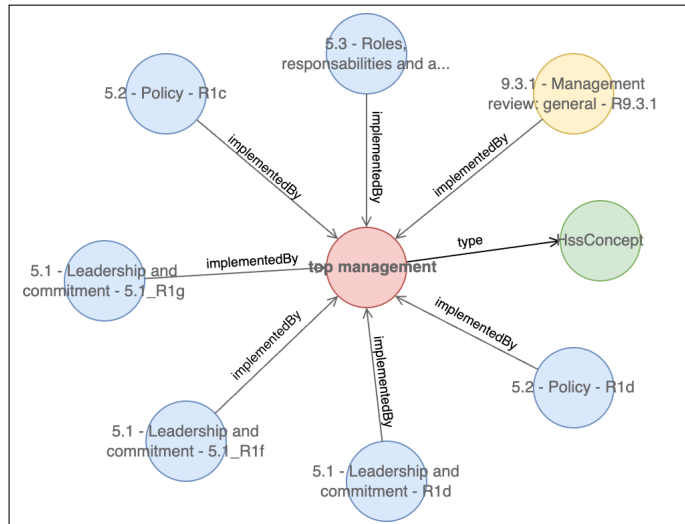 5.3 - Roles,
responsabilities and a...
5.2 - Policy - R1c
9.3.1 - Management
review: general - R9.3.1
implementedBy
implementedBy
implementedBy
HssConcept
type
top management
implementedBy
5.1 - Leadership and
commitment - 5.1_R1g
implementedBy
implementedBy
implementedBy
5.2 - Policy - R1d
5.1 - Leadership and
commitment - 5.1_R1f
5.1 - Leadership and
commitment - R1d